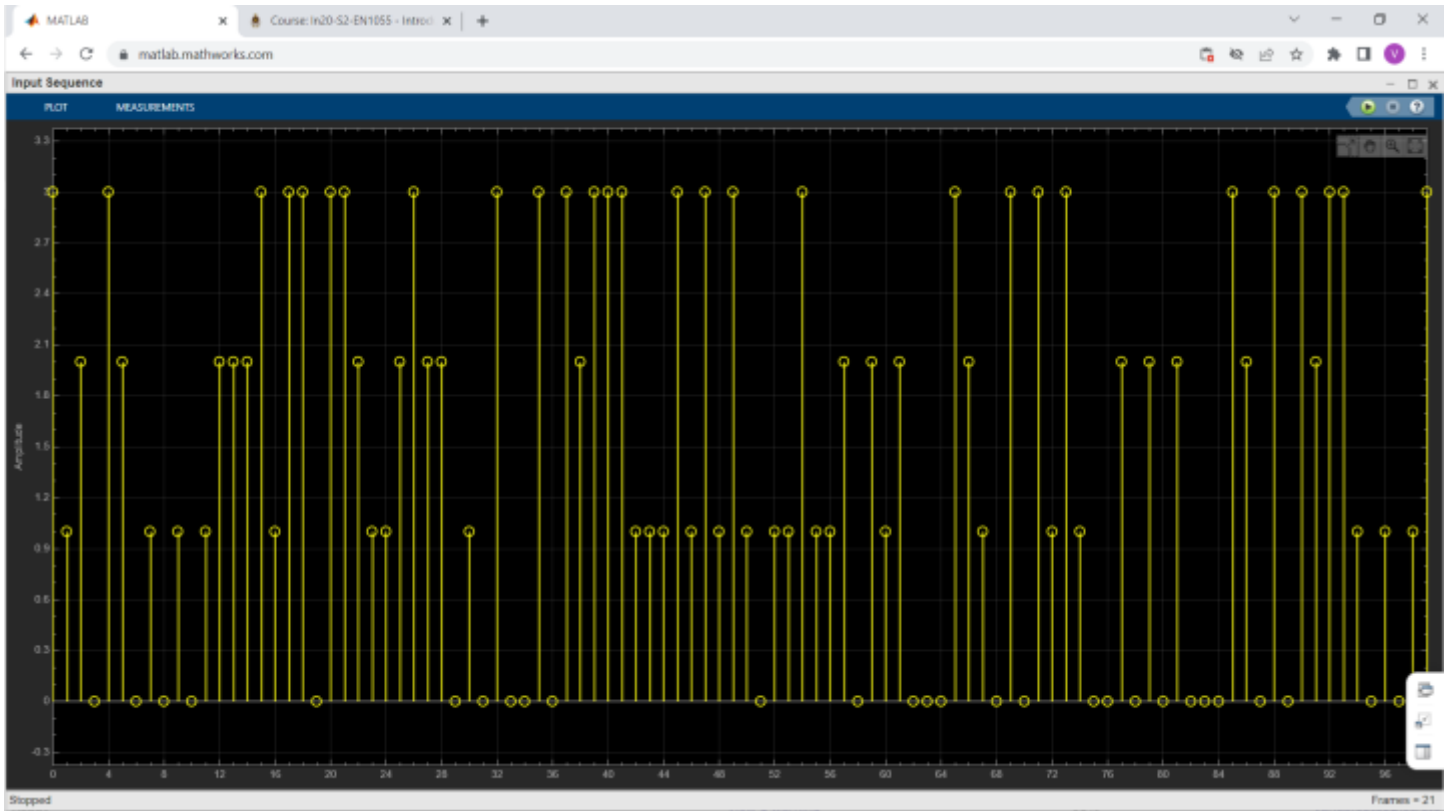 MATLAB
Course: In20-S2-EN1055 - Introd
matlab.mathworks.com
V
Input Sequence
PLOT MEASUREMENTS
3.3
3
2.7
2.4
2.1
1.8
1.5
1.2
0.9
0.6
0.3
0
-0.3
Amplitude
0 4 8 12 16 20 24 28 32 36 40 44 48 52 56 60 64 68 72 76 80 84 88 92 96
Stopped Frames = 21